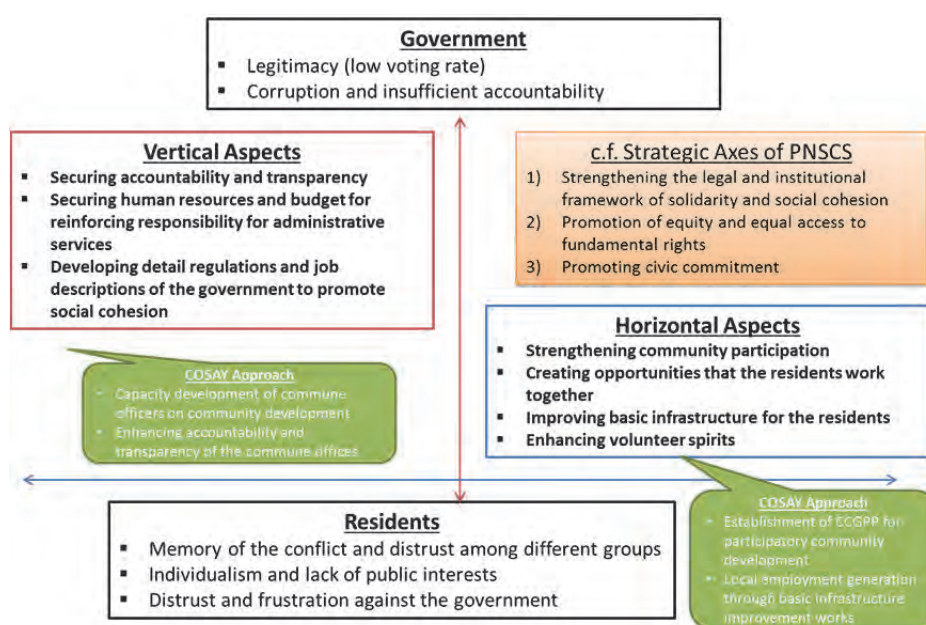 Government
▪ Legitimacy (low voting rate)
▪ Corruption and insufficient accountability
Vertical Aspects
▪ Securing accountability and transparency
▪ Securing human resources and budget for
reinforcing responsibility for administrative
services
▪ Developing detail regulations and job
descriptions of the government to promote
social cohesion
c.f. Strategic Axes of PNSCS
1) Strengthening the legal and institutional
framework of solidarity and social cohesion
2) Promotion of equity and equal access to
fundamental rights
3) Promoting civic commitment
Horizontal Aspects
▪ Strengthening community participation
▪ Creating opportunities that the residents work
together
▪ Improving basic infrastructure for the residents
▪ Enhancing volunteer spirits
COSAY Approach
• Capacity development of commune
officers on community development
• Enhancing accountability and
transparency of the commune offices
Residents
▪ Memory of the conflict and distrust among different groups
▪ Individualism and lack of public interests
▪ Distrust and frustration against the government
COSAY Approach
• Establishment of CCGPP for
participatory community
development
• Local employment generation
through basic infrastructure
improvement works